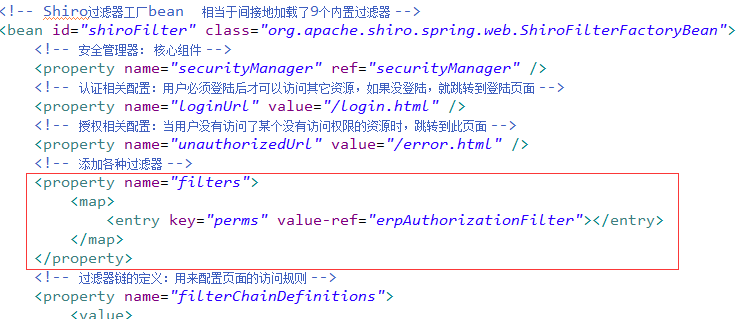 <!-- Shiro过滤器工厂bean  相当于间接地加载了9个内置过滤器 -->
<bean id="shiroFilter" class="org.apache.shiro.spring.web.ShiroFilterFactoryBean">
<!-- 安全管理器: 核心组件 -->
<property name="securityManager" ref="securityManager" />
<!-- 认证相关配置: 用户必须登陆后才可以访问其它资源，如果没登陆，就跳转到登陆页面 -->
<property name="loginUrl" value="/login.html" />
<!-- 授权相关配置: 当用户没有访问了某个没有访问权限的资源时，跳转到此页面 -->
<property name="unauthorizedUrl" value="/error.html" />
<!-- 添加各种过滤器 -->
<property name="filters">
<map>
<entry key="perms" value-ref="erpAuthorizationFilter"></entry>
</map>
</property>
<!-- 过滤器链的定义: 用来配置页面的访问规则 -->
<property name="filterChainDefinitions">
<value>